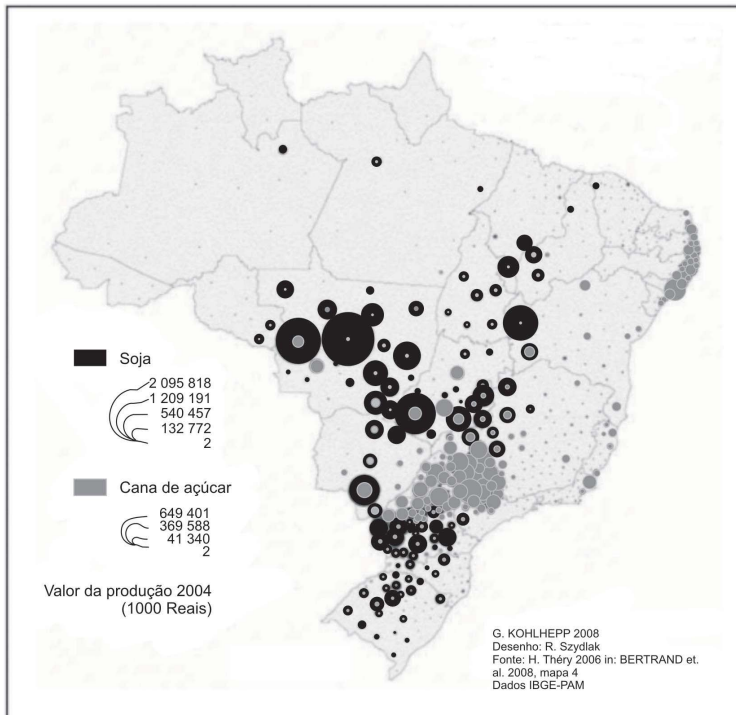 Soja
2 095 818
1 209 191
540 457
132 772
2
Cana de açúcar
649 401
369 588
41 340
2
Valor da produção 2004
(1000 Reais)
G. KOHLHEPP 2008
Desenho: R. Szydlak
Fonte: H. Théry 2006 in: BERTRAND et.
al. 2008, mapa 4
Dados IBGE-PAM